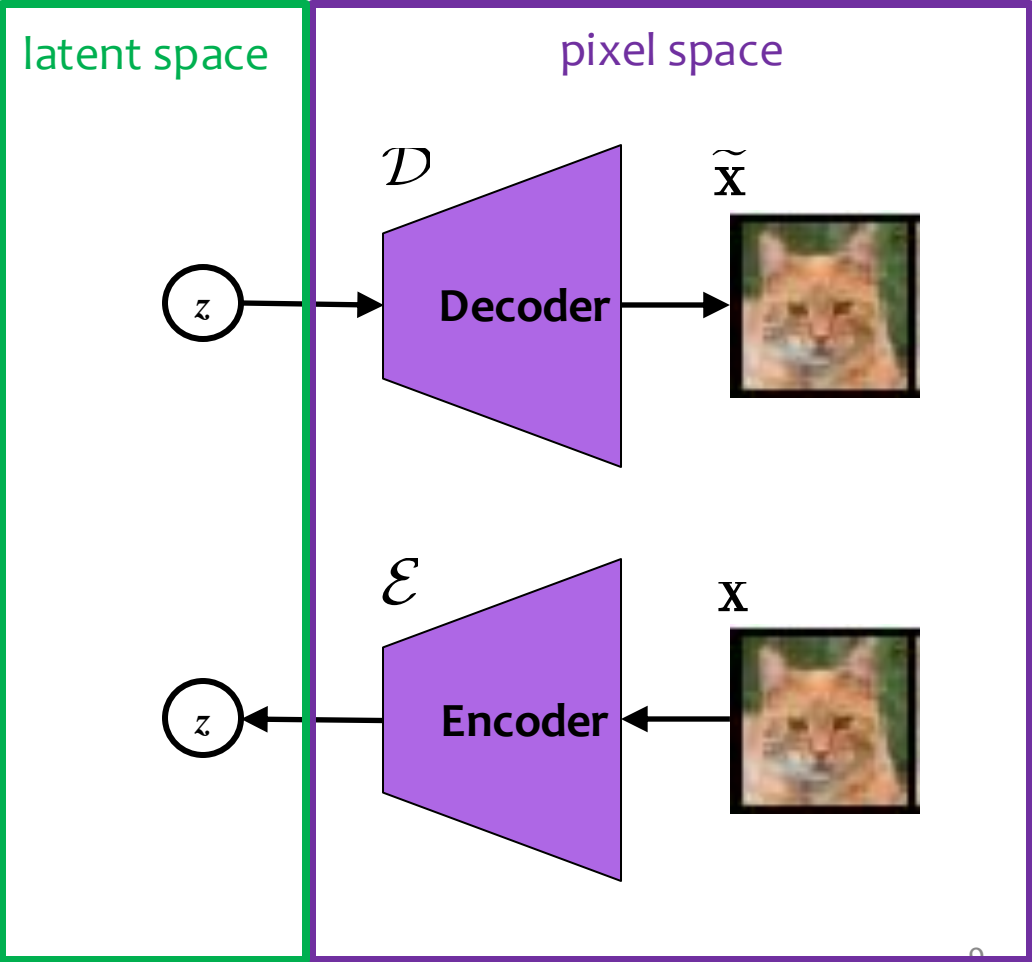 latent space
pixel space
𝒟
x̃
z
Decoder
ℰ
x
z
Encoder